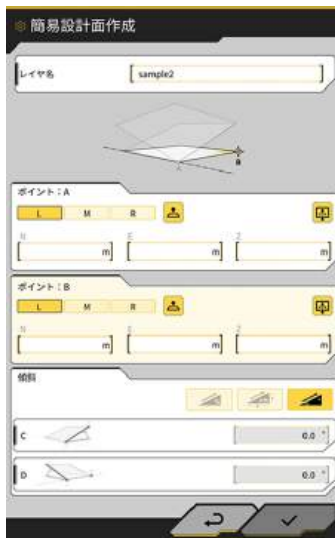 簡易設計面作成
レイヤ名
sample2
A
B
ポイント：A
L M R
N E Z
m m m
ポイント：B
L M R
N E Z
m m m
傾斜
C 0.0 °
D 0.0 °